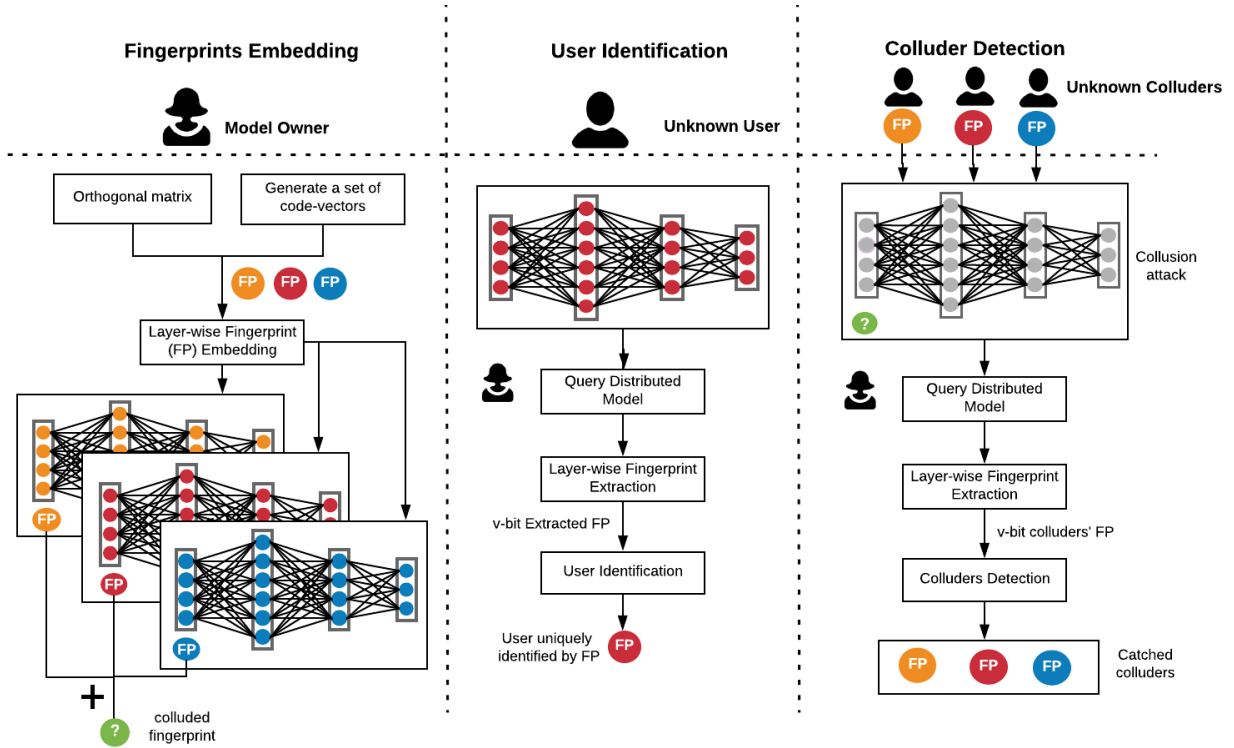 Fingerprints Embedding
Model Owner
Orthogonal matrix
Generate a set of
code-vectors
FP
FP
FP
Layer-wise Fingerprint
(FP) Embedding
FP
FP
FP
+
?
colluded
fingerprint
User Identification
Unknown User
Query Distributed
Model
Layer-wise Fingerprint
Extraction
v-bit Extracted FP
User Identification
User uniquely
identified by FP
FP
Colluder Detection
Unknown Colluders
FP
FP
FP
Collusion
attack
?
Query Distributed
Model
Layer-wise Fingerprint
Extraction
v-bit colluders' FP
Colluders Detection
FP
FP
FP
Catched
colluders